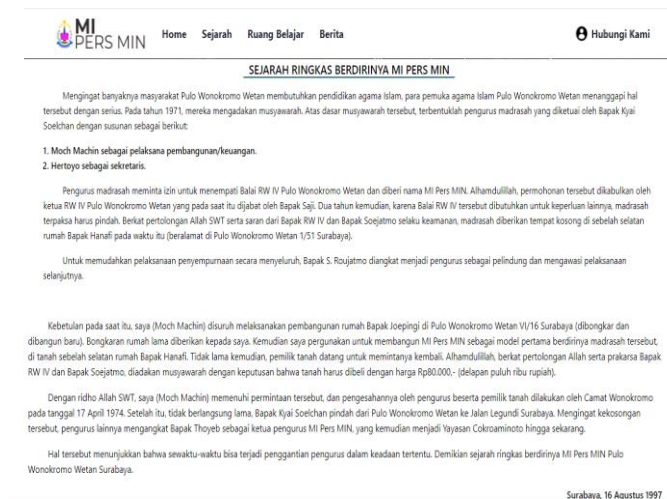 MI
PERS MIN
Home Sejarah Ruang Belajar Berita
Hubungi Kami
SEJARAH RINGKAS BERDIRINYA MI PERS MIN
Mengingat banyaknya masyarakat Pulo Wonokromo Wetan membutuhkan pendidikan agama Islam, para pemuka agama Islam Pulo Wonokromo Wetan menanggapi hal
tersebut dengan serius. Pada tahun 1971, mereka mengadakan musyawarah. Atas dasar musyawarah tersebut, terbentuklah pengurus madrasah yang diketuai oleh Bapak Kyai
Soelchan dengan susunan sebagai berikut:
1. Moch Machin sebagai pelaksana pembangunan/keuangan.
2. Hertoyo sebagai sekretaris.
Pengurus madrasah meminta izin untuk menempati Balai RW IV Pulo Wonokromo Wetan dan diberi nama MI Pers MIN. Alhamdulillah, permohonan tersebut dikabulkan oleh
ketua RW IV Pulo Wonokromo Wetan yang pada saat itu dijabat oleh Bapak Saji. Dua tahun kemudian, karena Balai RW IV tersebut dibutuhkan untuk keperluan lainnya, madrasah
terpaksa harus pindah. Berkat pertolongan Allah SWT serta saran dari Bapak RW IV dan Bapak Soejatmo selaku keamanan, madrasah diberikan tempat kosong di sebelah selatan
rumah Bapak Hanafi pada waktu itu (beralamat di Pulo Wonokromo Wetan 1/51 Surabaya).
Untuk memudahkan pelaksanaan penyempurnaan secara menyeluruh, Bapak S. Roujatmo diangkat menjadi pengurus sebagai pelindung dan mengawasi pelaksanaan
selanjutnya.
Kebetulan pada saat itu, saya (Moch Machin) disuruh melaksanakan pembangunan rumah Bapak Joepingi di Pulo Wonokromo Wetan VI/16 Surabaya (dibongkar dan
dibangun baru). Bongkaran rumah lama diberikan kepada saya. Kemudian saya pergunakan untuk membangun MI Pers MIN sebagai model pertama berdirinya madrasah tersebut,
di tanah sebelah selatan rumah Bapak Hanafi. Tidak lama kemudian, pemilik tanah datang untuk memintanya kembali. Alhamdulillah, berkat pertolongan Allah serta prakarsa Bapak
RW IV dan Bapak Soejatmo, diadakan musyawarah dengan keputusan bahwa tanah harus dibeli dengan harga Rp80.000,- (delapan puluh ribu rupiah).
Dengan ridho Allah SWT, saya (Moch Machin) memenuhi permintaan tersebut, dan pengesahannya oleh pengurus beserta pemilik tanah dilakukan oleh Camat Wonokromo
pada tanggal 17 April 1974. Setelah itu, tidak berlangsung lama, Bapak Kyai Soelchan pindah dari Pulo Wonokromo Wetan ke Jalan Legundi Surabaya. Mengingat kekosongan
tersebut, pengurus lainnya mengangkat Bapak Thoyeb sebagai ketua pengurus MI Pers MIN, yang kemudian menjadi Yayasan Cokroaminoto hingga sekarang.
Hal tersebut menunjukkan bahwa sewaktu-waktu bisa terjadi penggantian pengurus dalam keadaan tertentu. Demikian sejarah ringkas berdirinya MI Pers MIN Pulo
Wonokromo Wetan Surabaya.
Surabaya, 16 Agustus 1997